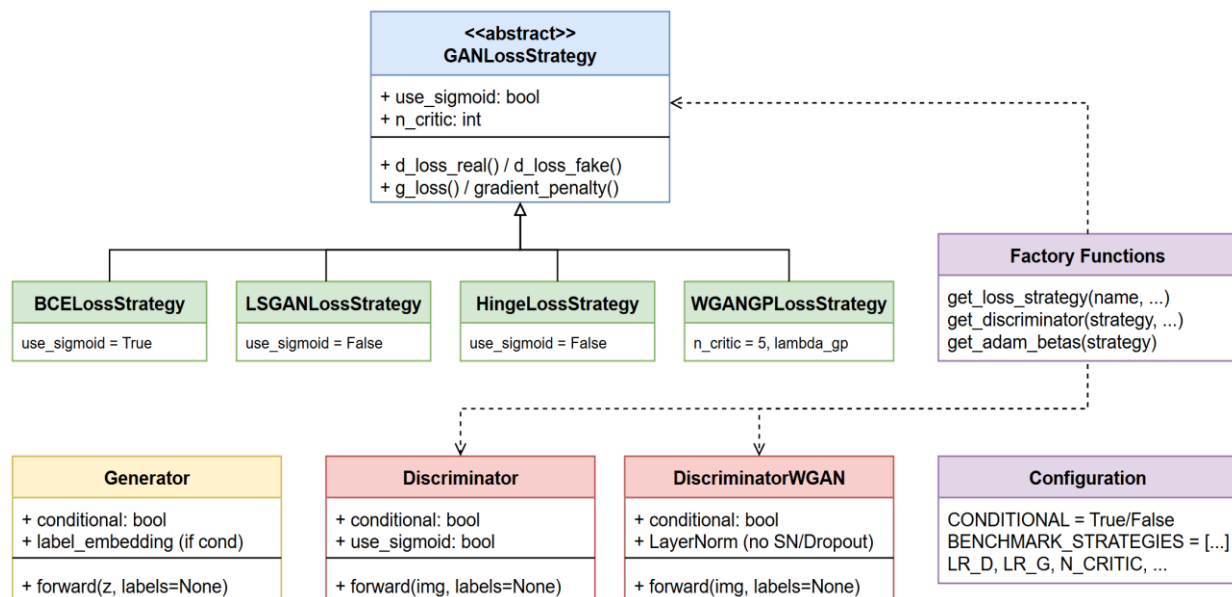 <<abstract>>
GANLossStrategy
+ use_sigmoid: bool
+ n_critic: int
+ d_loss_real() / d_loss_fake()
+ g_loss() / gradient_penalty()
BCELossStrategy
use_sigmoid = True
LSGANLossStrategy
use_sigmoid = False
HingeLossStrategy
use_sigmoid = False
WGANGPLossStrategy
n_critic = 5, lambda_gp
Factory Functions
get_loss_strategy(name, ...)
get_discriminator(strategy, ...)
get_adam_betas(strategy)
Generator
+ conditional: bool
+ label_embedding (if cond)
+ forward(z, labels=None)
Discriminator
+ conditional: bool
+ use_sigmoid: bool
+ forward(img, labels=None)
DiscriminatorWGAN
+ conditional: bool
+ LayerNorm (no SN/Dropout)
+ forward(img, labels=None)
Configuration
CONDITIONAL = True/False
BENCHMARK_STRATEGIES = [...]
LR_D, LR_G, N_CRITIC, ...